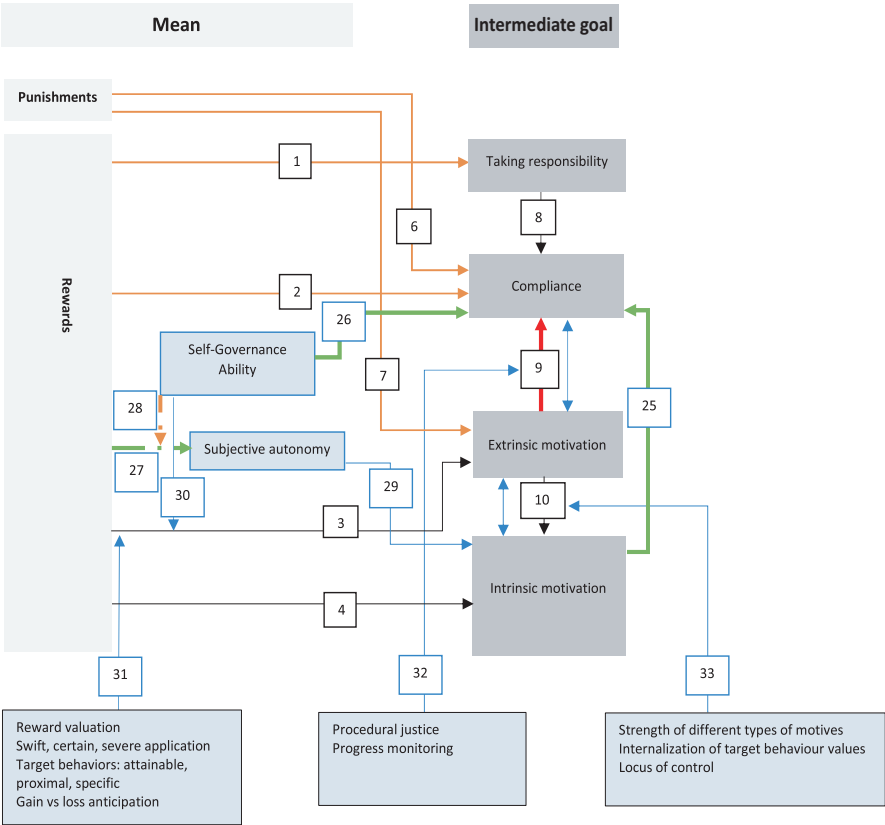 Mean
Intermediate goal
Punishments
1
Taking responsibility
8
6
Rewards
Compliance
2
26
Self-Governance
Ability
9
7
28
25
Subjective autonomy
Extrinsic motivation
27
29
30
10
3
Intrinsic motivation
4
31
32
33
Reward valuation
Swift, certain, severe application
Target behaviors: attainable,
proximal, specific
Gain vs loss anticipation
Procedural justice
Progress monitoring
Strength of different types of motives
Internalization of target behaviour values
Locus of control